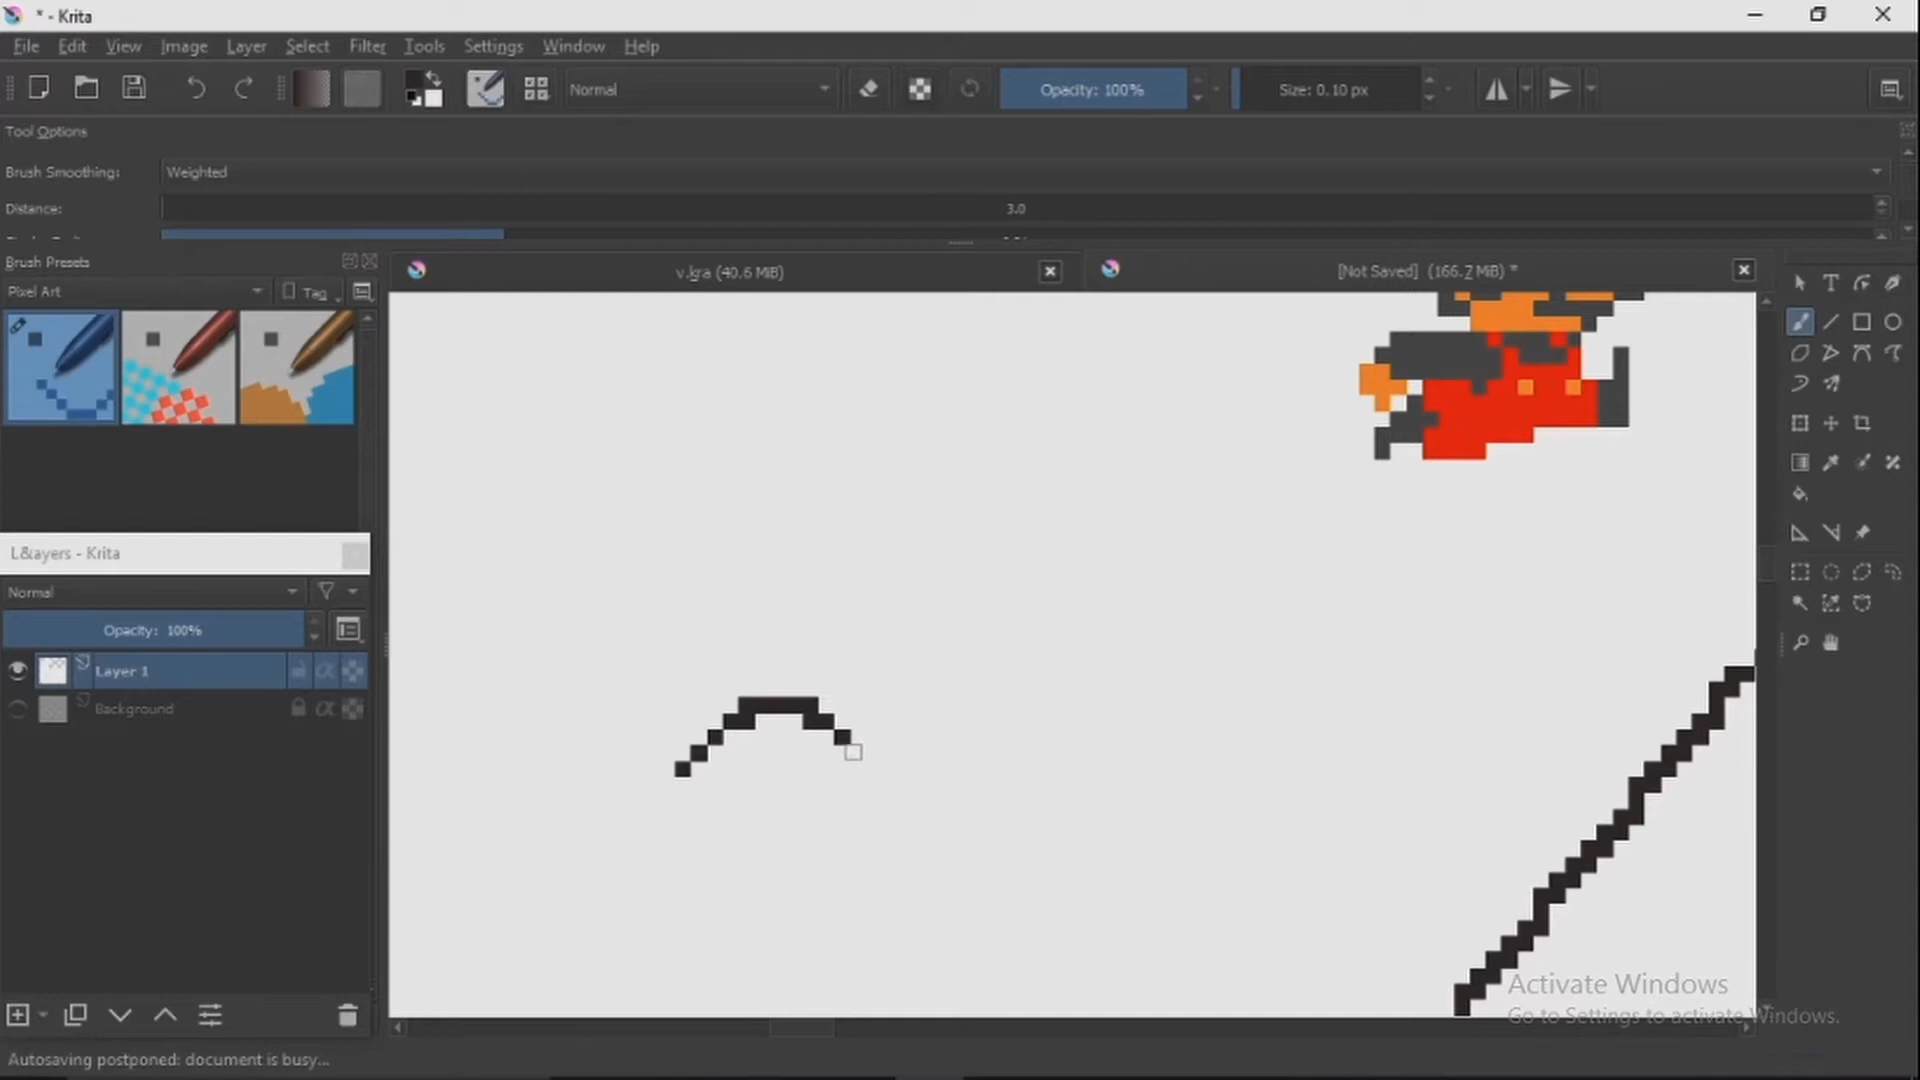 * - Krita
File Edit View Image Layer Select Filter Tools Settings Window Help
Normal Opacity: 100% Size: 0.10 px
Tool Options
Brush Smoothing: Weighted
Distance: 3.0
Brush Presets
v.kra (40.6 MiB) [Not Saved] (166.7 MiB) *
Pixel Art Tag
L&ayers - Krita
Normal
Opacity: 100%
Layer 1
Background
Activate Windows
Go to Settings to activate Windows.
Autosaving postponed: document is busy...